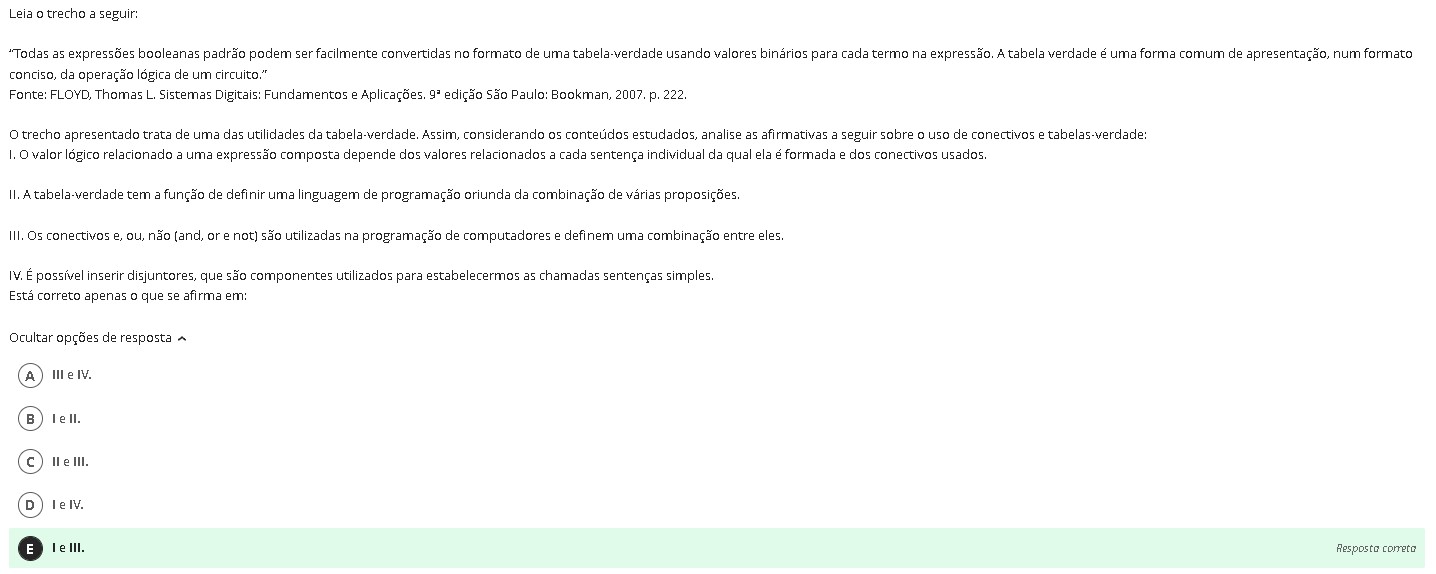 Leia o trecho a seguir:
“Todas as expressões booleanas padrão podem ser facilmente convertidas no formato de uma tabela-verdade usando valores binários para cada termo na expressão. A tabela verdade é uma forma comum de apresentação, num formato
conciso, da operação lógica de um circuito.”
Fonte: FLOYD, Thomas L. Sistemas Digitais: Fundamentos e Aplicações. 9ª edição São Paulo: Bookman, 2007. p. 222.
O trecho apresentado trata de uma das utilidades da tabela-verdade. Assim, considerando os conteúdos estudados, analise as afirmativas a seguir sobre o uso de conectivos e tabelas-verdade:
I. O valor lógico relacionado a uma expressão composta depende dos valores relacionados a cada sentença individual da qual ela é formada e dos conectivos usados.
II. A tabela-verdade tem a função de definir uma linguagem de programação oriunda da combinação de várias proposições.
III. Os conectivos e, ou, não (and, or e not) são utilizadas na programação de computadores e definem uma combinação entre eles.
IV. É possível inserir disjuntores, que são componentes utilizados para estabelecermos as chamadas sentenças simples.
Está correto apenas o que se afirma em:
Ocultar opções de resposta
A III e IV.
B I e II.
C II e III.
D I e IV.
E I e III. Resposta correta